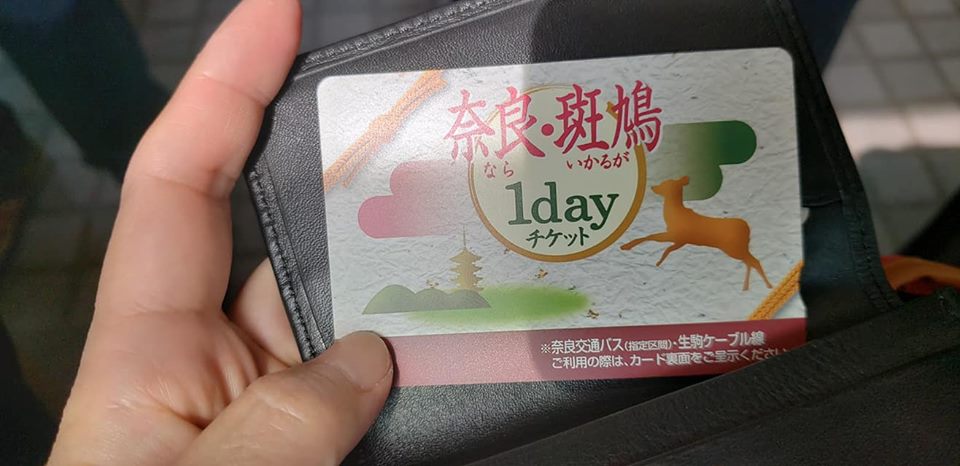 奈良・斑鳩
なら いかるが
1day
チケット
※奈良交通バス(指定区間)・生駒ケーブル線
ご利用の際は、カード裏面をご呈示ください